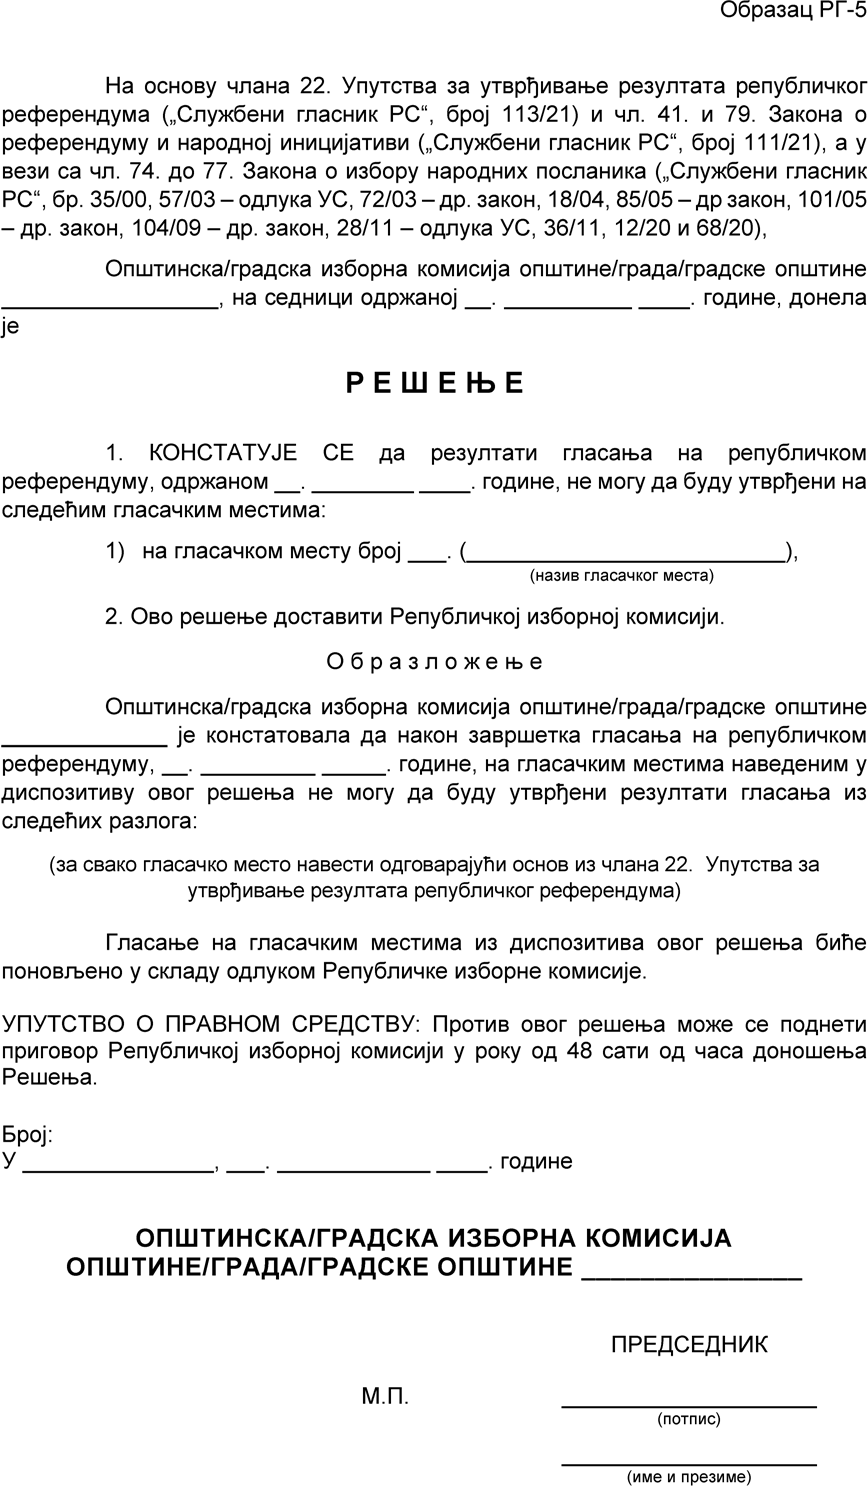 Образац РГ-5
На основу члана 22. Упутства за утврђивање резултата републичког
референдума („Службени гласник РС“, број 113/21) и чл. 41. и 79. Закона о
референдуму и народној иницијативи („Службени гласник РС“, број 111/21), а у
вези са чл. 74. до 77. Закона о избору народних посланика („Службени гласник
РС“, бр. 35/00, 57/03 – одлука УС, 72/03 – др. закон, 18/04, 85/05 – др закон, 101/05
– др. закон, 104/09 – др. закон, 28/11 – одлука УС, 36/11, 12/20 и 68/20),
Општинска/градска изборна комисија општине/града/градске општине
_________________, на седници одржаној __. __________ ____. године, донела
је
Р Е Ш Е Њ Е
1. КОНСТАТУЈЕ СЕ да резултати гласања на републичком
референдуму, одржаном __. ________ ____. године, не могу да буду утврђени на
следећим гласачким местима:
1) на гласачком месту број ___. (_________________________),
(назив гласачког места)
2. Ово решење доставити Републичкој изборној комисији.
О б р а з л о ж е њ е
Општинска/градска изборна комисија општине/града/градске општине
_____________ је констатовала да након завршетка гласања на републичком
референдуму, __. _________ _____. године, на гласачким местима наведеним у
диспозитиву овог решења не могу да буду утврђени резултати гласања из
следећих разлога:
(за свако гласачко место навести одговарајући основ из члана 22. Упутства за
утврђивање резултата републичког референдума)
Гласање на гласачким местима из диспозитива овог решења биће
поновљено у складу одлуком Републичке изборне комисије.
УПУТСТВО О ПРАВНОМ СРЕДСТВУ: Против овог решења може се поднети
приговор Републичкој изборној комисији у року од 48 сати од часа доношења
Решења.
Број:
У _______________, ___. ____________ ____. године
ОПШТИНСКА/ГРАДСКА ИЗБОРНА КОМИСИЈА
ОПШТИНЕ/ГРАДА/ГРАДСКЕ ОПШТИНЕ _______________
ПРЕДСЕДНИК
М.П. ____________________
(потпис)
____________________
(име и презиме)